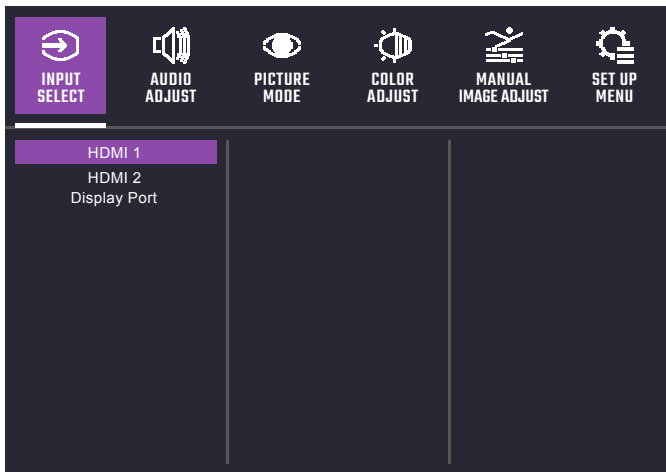 INPUT
SELECT
AUDIO
ADJUST
PICTURE
MODE
COLOR
ADJUST
MANUAL
IMAGE ADJUST
SET UP
MENU
HDMI 1
HDMI 2
Display Port